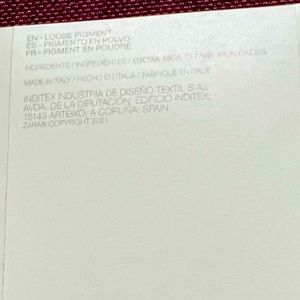 EN - LOOSE PIGMENT
ES - PIGMENTO EN POLVO
FR - PIGMENT EN POUDRE
INGREDIENTS / INGREDIENTES / MICA, CI
MADE IN ITALY / HECHO EN ITALIA / FABRIQUÉ EN ITALIE
INDITEX INDUSTRIA DE DISEÑO TEXTIL S.A.;
AVDA. DE LA DIPUTACIÓN; EDIFICIO INDITEX;
15143 ARTEIXO, A CORUÑA; SPAIN
ZARA® COPYRIGHT 2021